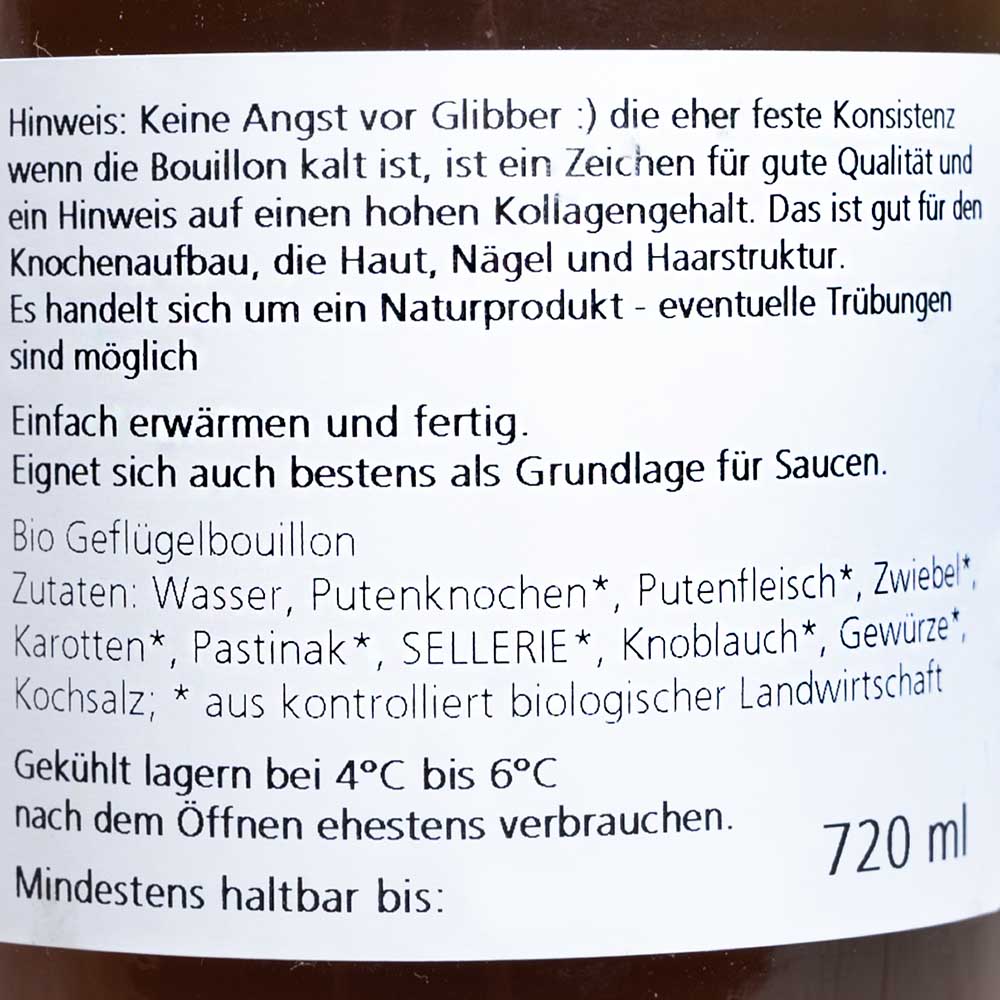 Hinweis: Keine Angst vor Glibber :) die eher feste Konsistenz
wenn die Bouillon kalt ist, ist ein Zeichen für gute Qualität und
ein Hinweis auf einen hohen Kollagengehalt. Das ist gut für den
Knochenaufbau, die Haut, Nägel und Haarstruktur.
Es handelt sich um ein Naturprodukt - eventuelle Trübungen
sind möglich
Einfach erwärmen und fertig.
Eignet sich auch bestens als Grundlage für Saucen.
Bio Geflügelbouillon
Zutaten: Wasser, Putenknochen*, Putenfleisch*, Zwiebel*,
Karotten*, Pastinak*, SELLERIE*, Knoblauch*, Gewürze*,
Kochsalz; * aus kontrolliert biologischer Landwirtschaft
Gekühlt lagern bei 4°C bis 6°C
nach dem Öffnen ehestens verbrauchen.
720 ml
Mindestens haltbar bis: